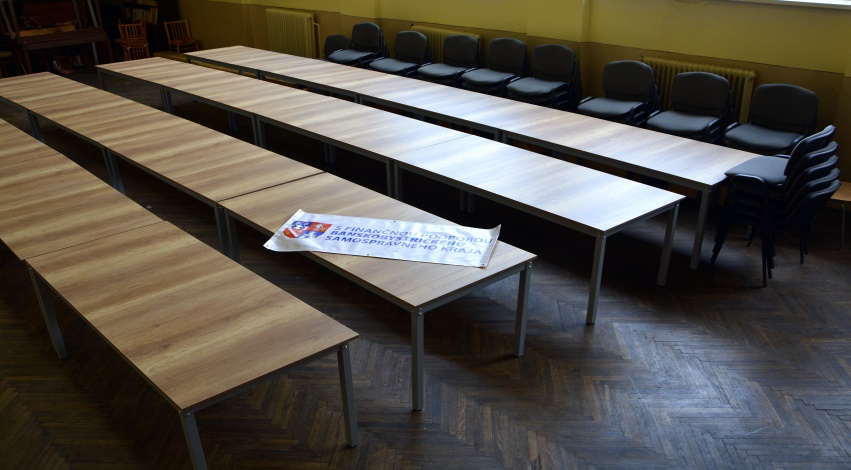 S FINANČNOU PODPOROU
BANSKOBYSTRICKÉHO
SAMOSPRÁVNEHO KRAJA